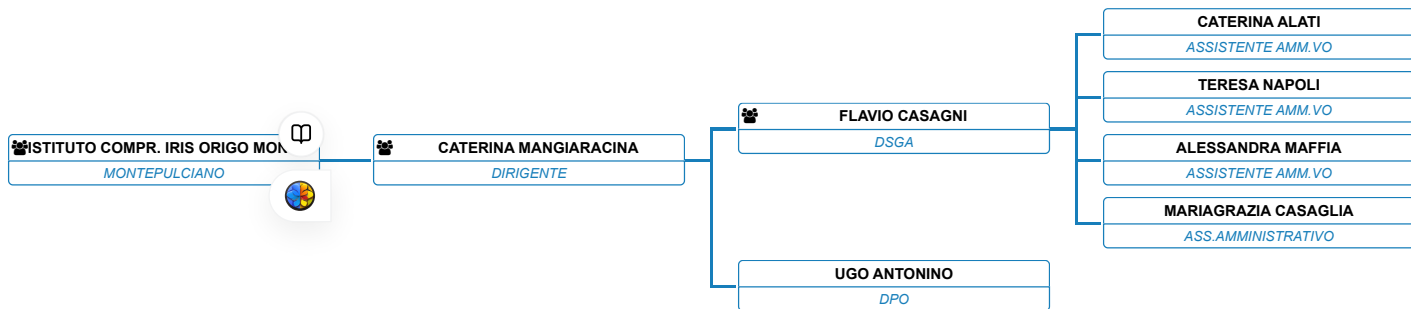 ISTITUTO COMPR. IRIS ORIGO
MONTEPULCIANO
CATERINA MANGIARACINA
DIRIGENTE
FLAVIO CASAGNI
DSGA
UGO ANTONINO
DPO
CATERINA ALATI
ASSISTENTE AMM.VO
TERESA NAPOLI
ASSISTENTE AMM.VO
ALESSANDRA MAFFIA
ASSISTENTE AMM.VO
MARIAGRAZIA CASAGLIA
ASS.AMMINISTRATIVO